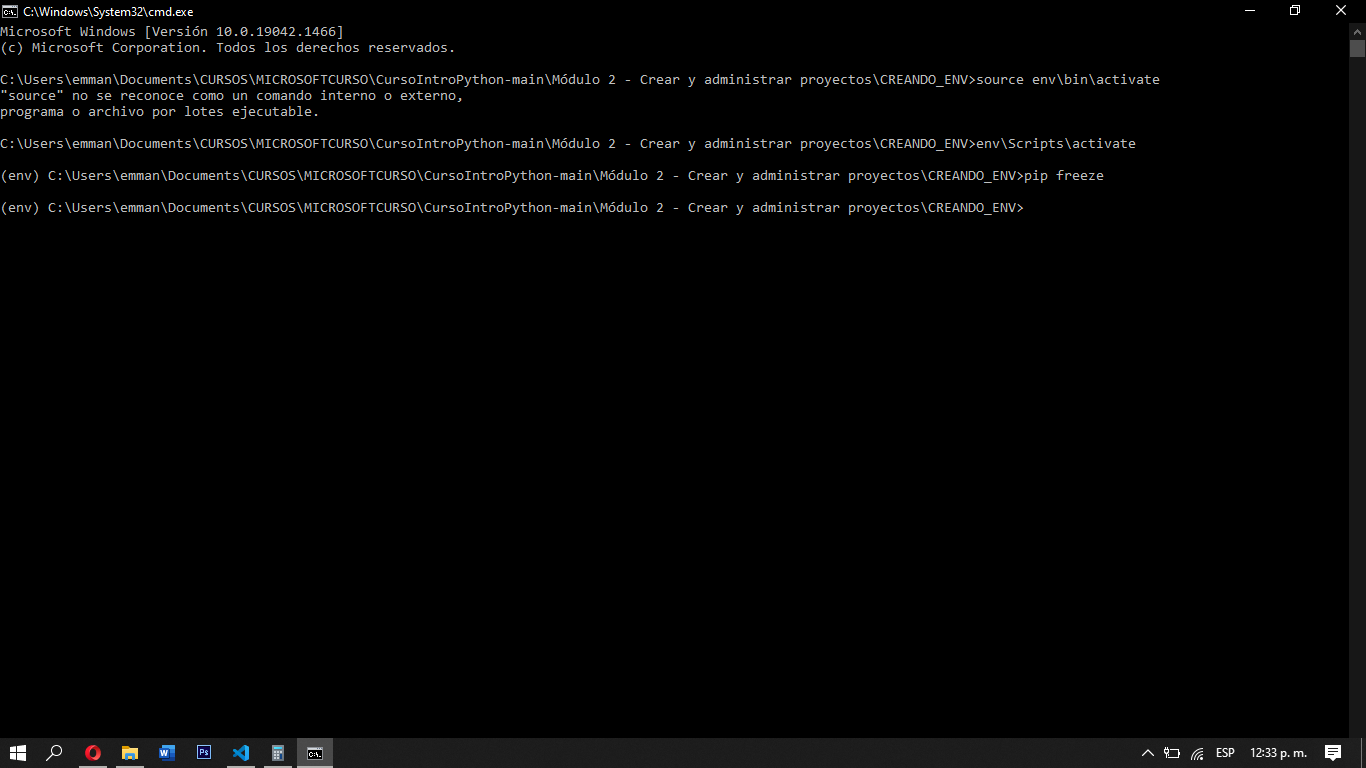 C:\Windows\System32\cmd.exe
Microsoft Windows [Versión 10.0.19042.1466]
(c) Microsoft Corporation. Todos los derechos reservados.
C:\Users\emman\Documents\CURSOS\MICROSOFTCURSO\CursoIntroPython-main\Módulo 2 - Crear y administrar proyectos\CREANDO_ENV>source env\bin\activate
"source" no se reconoce como un comando interno o externo,
programa o archivo por lotes ejecutable.
C:\Users\emman\Documents\CURSOS\MICROSOFTCURSO\CursoIntroPython-main\Módulo 2 - Crear y administrar proyectos\CREANDO_ENV>env\Scripts\activate
(env) C:\Users\emman\Documents\CURSOS\MICROSOFTCURSO\CursoIntroPython-main\Módulo 2 - Crear y administrar proyectos\CREANDO_ENV>pip freeze
(env) C:\Users\emman\Documents\CURSOS\MICROSOFTCURSO\CursoIntroPython-main\Módulo 2 - Crear y administrar proyectos\CREANDO_ENV>
ESP 12:33 p. m.